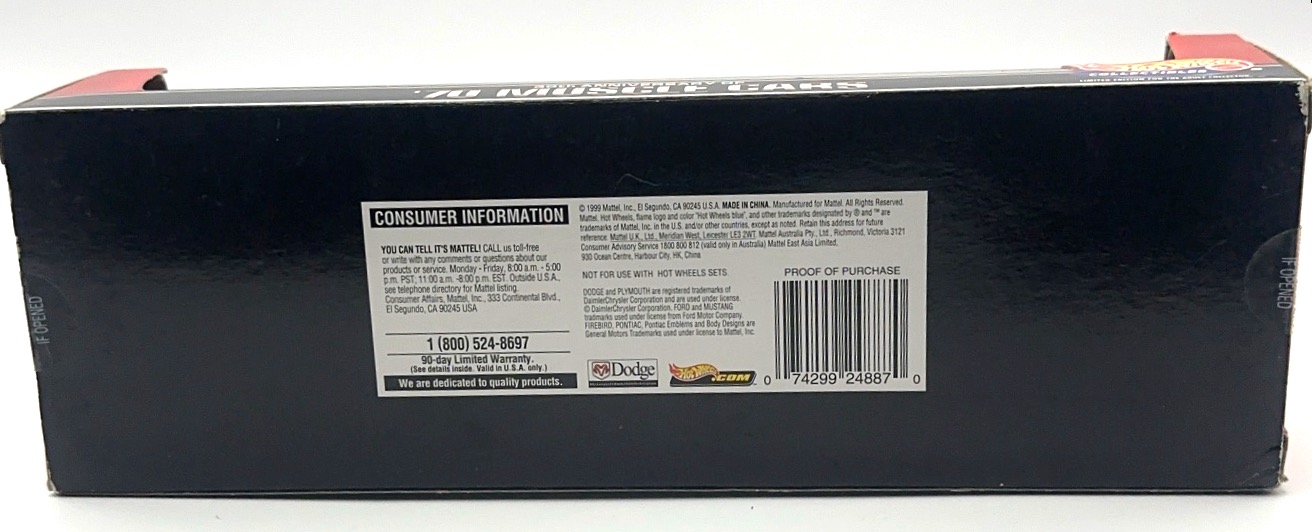 '70 MUSCLE CARS
COLLECTIBLES
LIMITED EDITION FOR THE ADULT COLLECTOR
IF OPENED
CONSUMER INFORMATION
YOU CAN TELL IT'S MATTEL! CALL us toll-free
or write with any comments or questions about our
products or service. Monday - Friday, 8:00 a.m. - 5:00
p.m. PST; 11:00 a.m. -8:00 p.m. EST. Outside U.S.A.,
see telephone directory for Mattel listing.
Consumer Affairs, Mattel, Inc., 333 Continental Blvd.,
El Segundo, CA 90245 USA
1 (800) 524-8697
90-day Limited Warranty.
(See details inside. Valid in U.S.A. only.)
We are dedicated to quality products.
© 1999 Mattel, Inc., El Segundo, CA 90245 U.S.A. MADE IN CHINA. Manufactured for Mattel. All Rights Reserved.
Mattel, Hot Wheels, flame logo and color "Hot Wheels blue", and other trademarks designated by ® and ™ are
trademarks of Mattel, Inc. in the U.S. and/or other countries, except as noted. Retain this address for future
reference: Mattel U.K., Ltd., Meridian West, Leicester LE3 2WT. Mattel Australia Pty., Ltd., Richmond, Victoria 3121
Consumer Advisory Service 1800 800 812 (valid only in Australia) Mattel East Asia Limited,
930 Ocean Centre, Harbour City, HK, China
NOT FOR USE WITH HOT WHEELS SETS.
DODGE and PLYMOUTH are registered trademarks of
DaimlerChrysler Corporation and are used under license.
© DaimlerChrysler Corporation. FORD and MUSTANG
trademarks used under license from Ford Motor Company.
FIREBIRD, PONTIAC, Pontiac Emblems and Body Designs are
General Motors Trademarks used under license to Mattel, Inc.
Dodge
Hot Wheels .COM
PROOF OF PURCHASE
0 74299 24887 0
IF OPENED